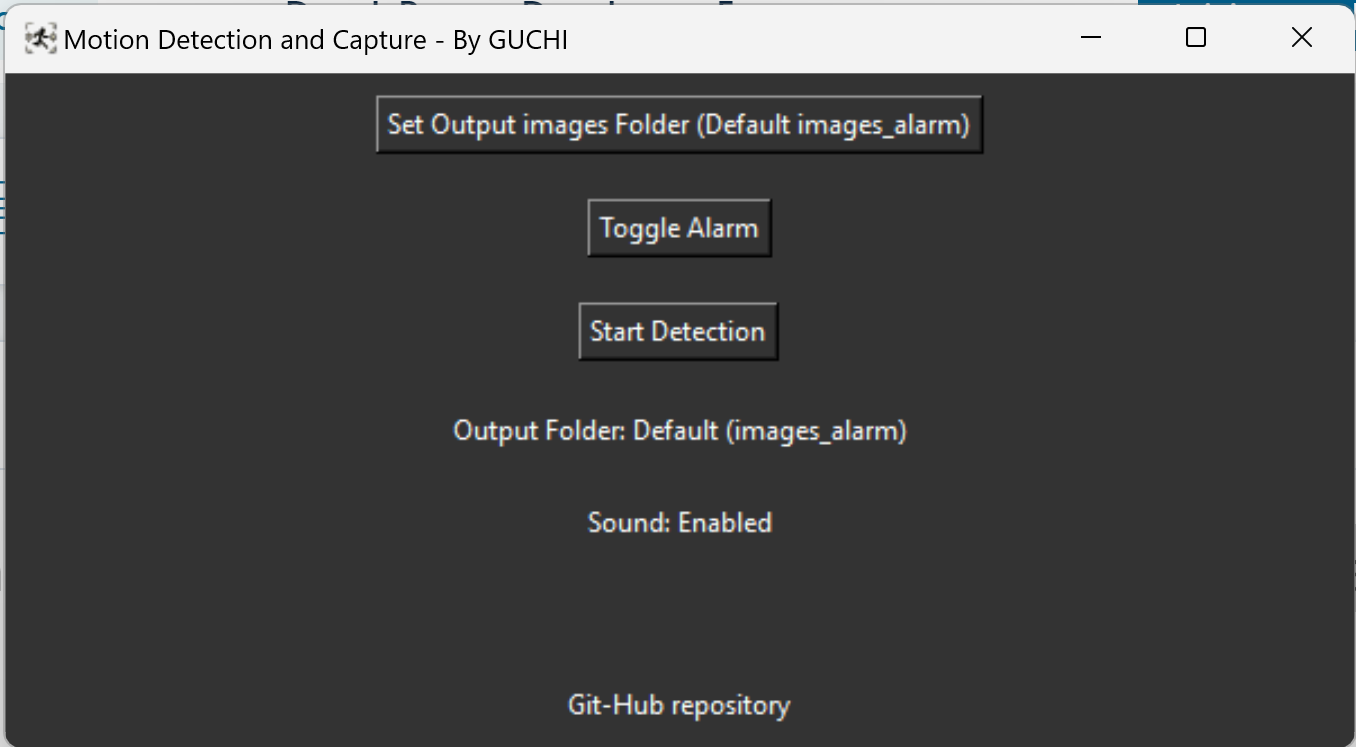 Motion Detection and Capture - By GUCHI
Set Output images Folder (Default images_alarm)
Toggle Alarm
Start Detection
Output Folder: Default (images_alarm)
Sound: Enabled
Git-Hub repository